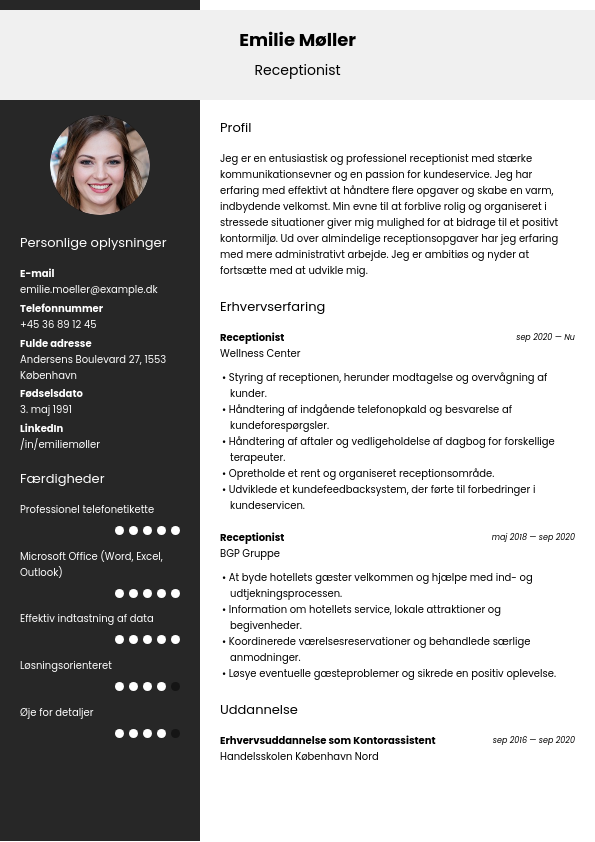 Emilie Møller
Receptionist
Personlige oplysninger
E-mail
emilie.moeller@example.dk
Telefonnummer
+45 36 89 12 45
Fulde adresse
Andersens Boulevard 27, 1553
København
Fødselsdato
3. maj 1991
LinkedIn
/in/emiliemøller
Færdigheder
Professionel telefonetikette
Microsoft Office (Word, Excel,
Outlook)
Effektiv indtastning af data
Løsningsorienteret
Øje for detaljer
Profil
Jeg er en entusiastisk og professionel receptionist med stærke
kommunikationsevner og en passion for kundeservice. Jeg har
erfaring med effektivt at håndtere flere opgaver og skabe en varm,
indbydende velkomst. Min evne til at forblive rolig og organiseret i
stressede situationer giver mig mulighed for at bidrage til et positivt
kontormiljø. Ud over almindelige receptionsopgaver har jeg erfaring
med mere administrativt arbejde. Jeg er ambitiøs og nyder at
fortsætte med at udvikle mig.
Erhvervserfaring
Receptionist sep 2020 — Nu
Wellness Center
• Styring af receptionen, herunder modtagelse og overvågning af
kunder.
• Håndtering af indgående telefonopkald og besvarelse af
kundeforespørgsler.
• Håndtering af aftaler og vedligeholdelse af dagbog for forskellige
terapeuter.
• Opretholde et rent og organiseret receptionsområde.
• Udviklede et kundefeedbacksystem, der førte til forbedringer i
kundeservicen.
Receptionist maj 2018 — sep 2020
BGP Gruppe
• At byde hotellets gæster velkommen og hjælpe med ind- og
udtjekningsprocessen.
• Information om hotellets service, lokale attraktioner og
begivenheder.
• Koordinerede værelsesreservationer og behandlede særlige
anmodninger.
• Løsye eventuelle gæsteproblemer og sikrede en positiv oplevelse.
Uddannelse
Erhvervsuddannelse som Kontorassistent sep 2016 — sep 2020
Handelsskolen København Nord